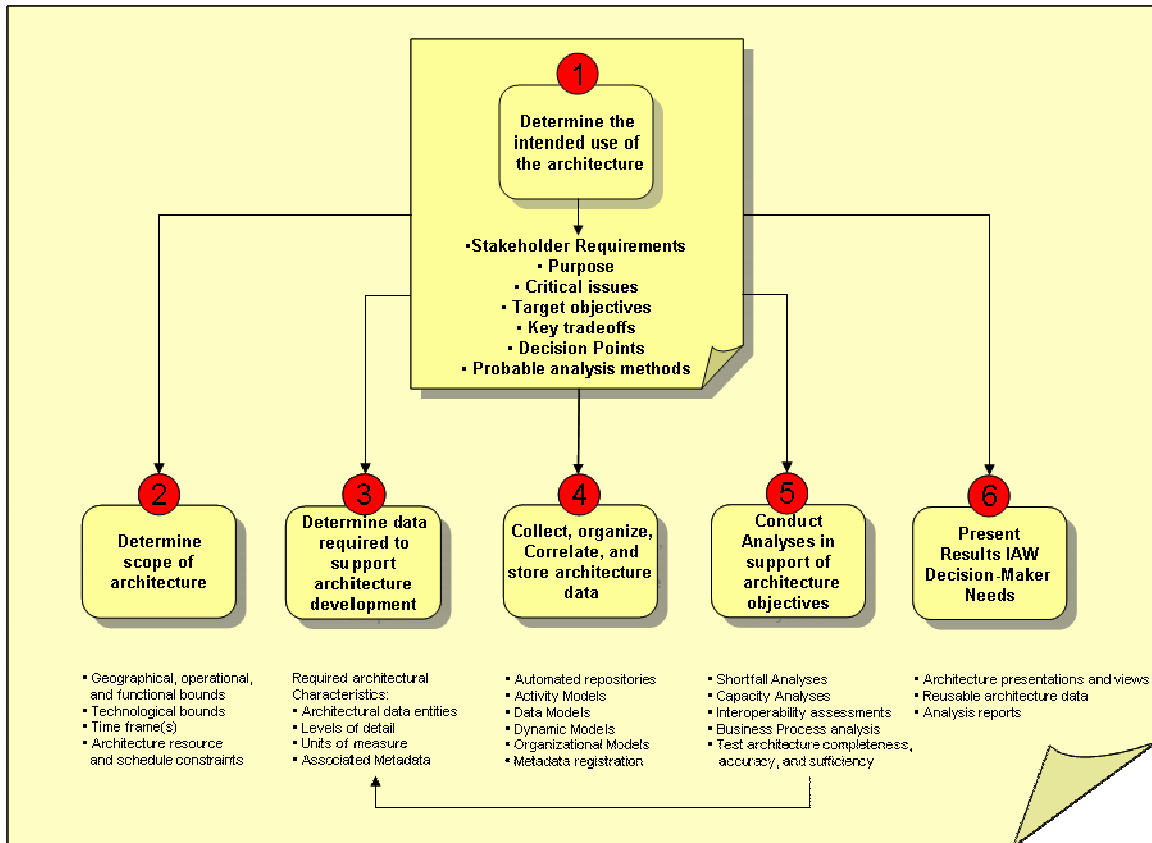 1
Determine the
intended use of
the architecture
•Stakeholder Requirements
• Purpose
• Critical issues
• Target objectives
• Key tradeoffs
• Decision Points
• Probable analysis methods
2
Determine
scope of
architecture
• Geographical, operational,
and functional bounds
• Technological bounds
• Time frame(s)
• Architecture resource
and schedule constraints
3
Determine data
required to
support
architecture
development
Required architectural
Characteristics:
• Architectural data entities
• Levels of detail
• Units of measure
• Associated Metadata
4
Collect, organize,
Correlate, and
store architecture
data
• Automated repositories
• Activity Models
• Data Models
• Dynamic Models
• Organizational Models
• Metadata registration
5
Conduct
Analyses in
support of
architecture
objectives
• Shortfall Analyses
• Capacity Analyses
• Interoperability assessments
• Business Process analysis
• Test architecture completeness,
accuracy, and sufficiency
6
Present
Results IAW
Decision-Maker
Needs
• Architecture presentations and views
• Reusable architecture data
• Analysis reports